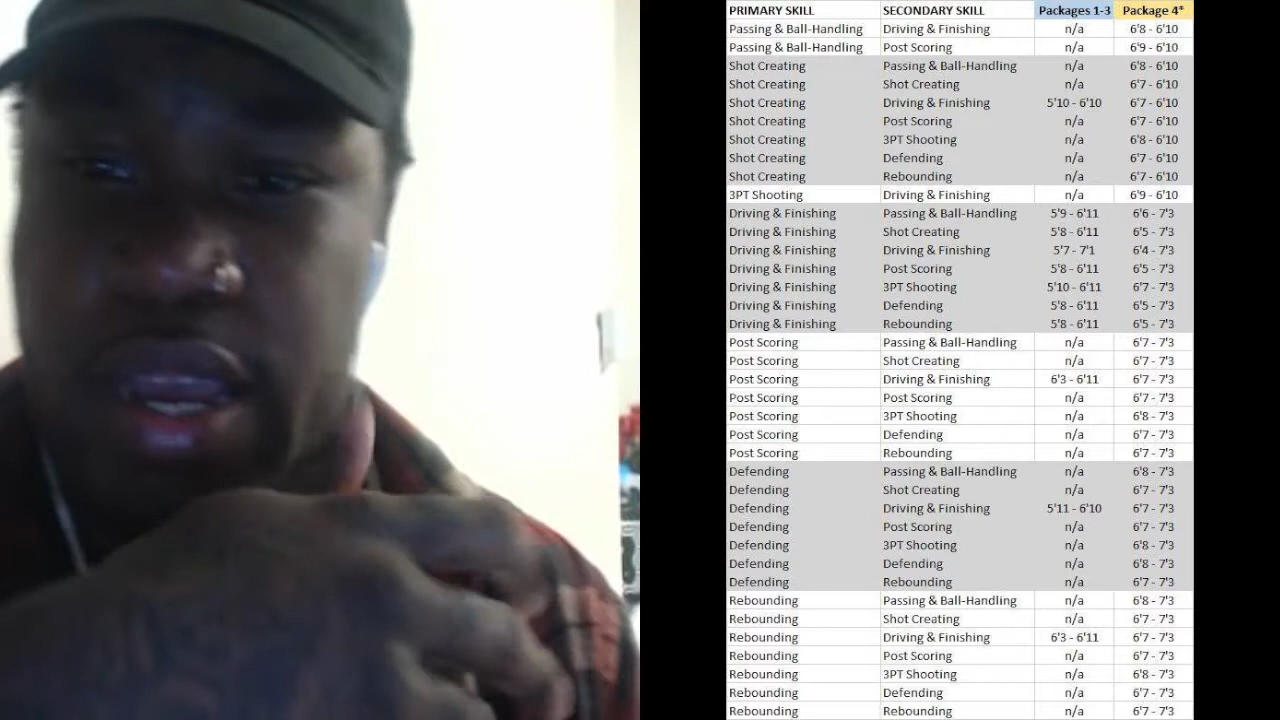 PRIMARY SKILL SECONDARY SKILL Packages 1-3 Package 4*
Passing & Ball-Handling Driving & Finishing n/a 6'8 - 6'10
Passing & Ball-Handling Post Scoring n/a 6'9 - 6'10
Shot Creating Passing & Ball-Handling n/a 6'8 - 6'10
Shot Creating Shot Creating n/a 6'7 - 6'10
Shot Creating Driving & Finishing 5'10 - 6'10 6'7 - 6'10
Shot Creating Post Scoring n/a 6'7 - 6'10
Shot Creating 3PT Shooting n/a 6'8 - 6'10
Shot Creating Defending n/a 6'7 - 6'10
Shot Creating Rebounding n/a 6'7 - 6'10
3PT Shooting Driving & Finishing n/a 6'9 - 6'10
Driving & Finishing Passing & Ball-Handling 5'9 - 6'11 6'6 - 7'3
Driving & Finishing Shot Creating 5'8 - 6'11 6'5 - 7'3
Driving & Finishing Driving & Finishing 5'7 - 7'1 6'4 - 7'3
Driving & Finishing Post Scoring 5'8 - 6'11 6'5 - 7'3
Driving & Finishing 3PT Shooting 5'10 - 6'11 6'7 - 7'3
Driving & Finishing Defending 5'8 - 6'11 6'5 - 7'3
Driving & Finishing Rebounding 5'8 - 6'11 6'5 - 7'3
Post Scoring Passing & Ball-Handling n/a 6'7 - 7'3
Post Scoring Shot Creating n/a 6'7 - 7'3
Post Scoring Driving & Finishing 6'3 - 6'11 6'7 - 7'3
Post Scoring Post Scoring n/a 6'7 - 7'3
Post Scoring 3PT Shooting n/a 6'8 - 7'3
Post Scoring Defending n/a 6'7 - 7'3
Post Scoring Rebounding n/a 6'7 - 7'3
Defending Passing & Ball-Handling n/a 6'8 - 7'3
Defending Shot Creating n/a 6'7 - 7'3
Defending Driving & Finishing 5'11 - 6'10 6'7 - 7'3
Defending Post Scoring n/a 6'7 - 7'3
Defending 3PT Shooting n/a 6'8 - 7'3
Defending Defending n/a 6'8 - 7'3
Defending Rebounding n/a 6'7 - 7'3
Rebounding Passing & Ball-Handling n/a 6'8 - 7'3
Rebounding Shot Creating n/a 6'7 - 7'3
Rebounding Driving & Finishing 6'3 - 6'11 6'7 - 7'3
Rebounding Post Scoring n/a 6'7 - 7'3
Rebounding 3PT Shooting n/a 6'8 - 7'3
Rebounding Defending n/a 6'7 - 7'3
Rebounding Rebounding n/a 6'7 - 7'3